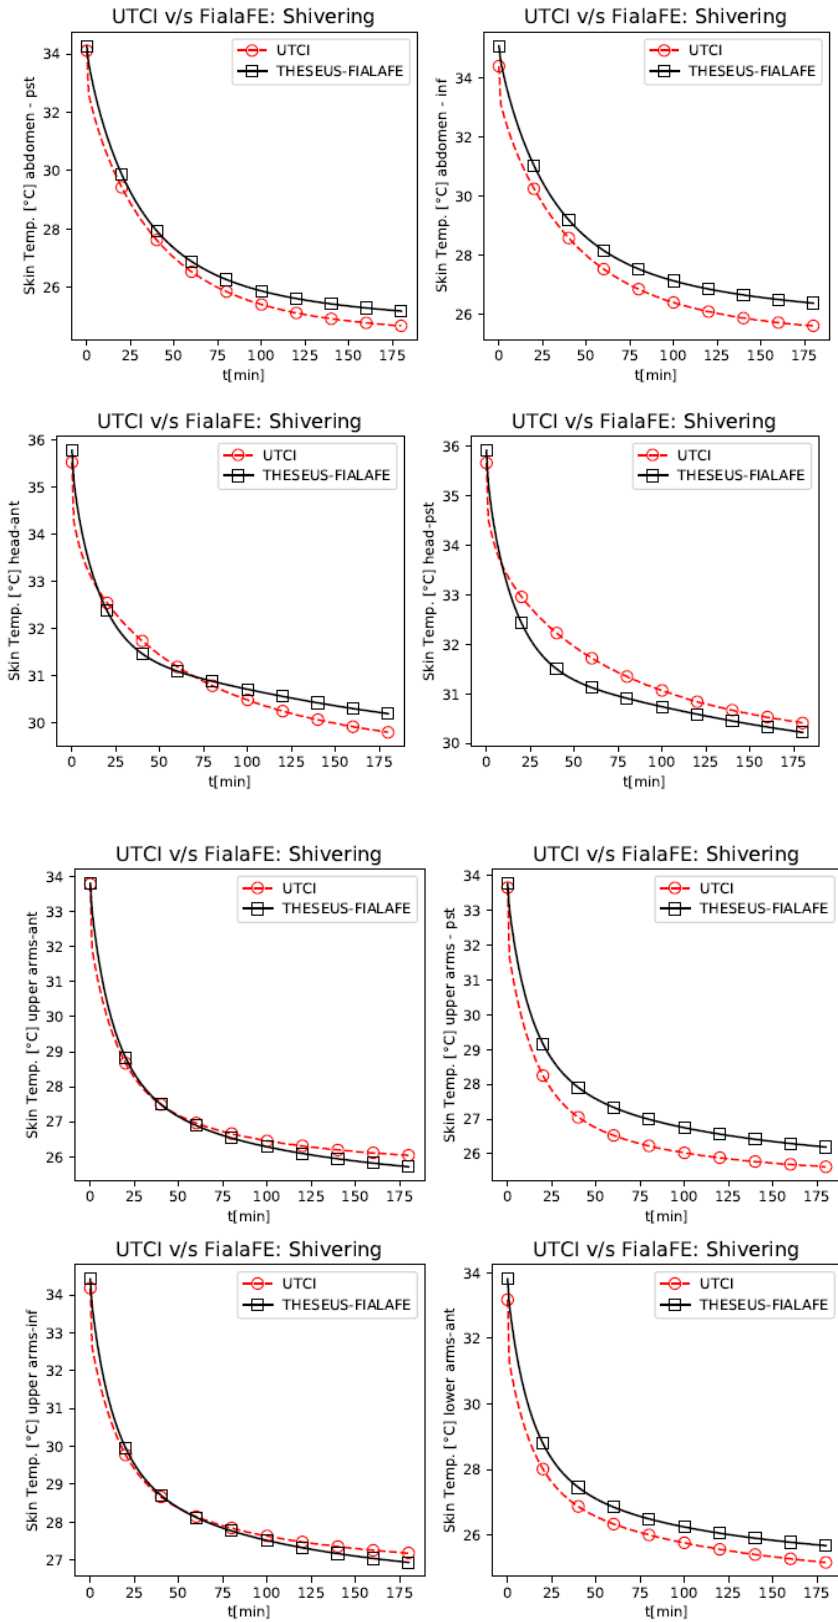 UTCI v/s FialaFE: Shivering
UTCI
THESEUS-FIALAFE
Skin Temp. [°C] abdomen - pst
34
32
30
28
26
0 25 50 75 100 125 150 175
t[min]
UTCI v/s FialaFE: Shivering
UTCI
THESEUS-FIALAFE
Skin Temp. [°C] abdomen - inf
34
32
30
28
26
0 25 50 75 100 125 150 175
t[min]
UTCI v/s FialaFE: Shivering
UTCI
THESEUS-FIALAFE
Skin Temp. [°C] head-ant
36
35
34
33
32
31
30
0 25 50 75 100 125 150 175
t[min]
UTCI v/s FialaFE: Shivering
UTCI
THESEUS-FIALAFE
Skin Temp. [°C] head-pst
36
35
34
33
32
31
30
0 25 50 75 100 125 150 175
t[min]
UTCI v/s FialaFE: Shivering
UTCI
THESEUS-FIALAFE
Skin Temp. [°C] upper arms-ant
34
33
32
31
30
29
28
27
26
0 25 50 75 100 125 150 175
t[min]
UTCI v/s FialaFE: Shivering
UTCI
THESEUS-FIALAFE
Skin Temp. [°C] upper arms - pst
34
33
32
31
30
29
28
27
26
0 25 50 75 100 125 150 175
t[min]
UTCI v/s FialaFE: Shivering
UTCI
THESEUS-FIALAFE
Skin Temp. [°C] upper arms-inf
34
33
32
31
30
29
28
27
0 25 50 75 100 125 150 175
t[min]
UTCI v/s FialaFE: Shivering
UTCI
THESEUS-FIALAFE
Skin Temp. [°C] lower arms-ant
34
32
30
28
26
0 25 50 75 100 125 150 175
t[min]